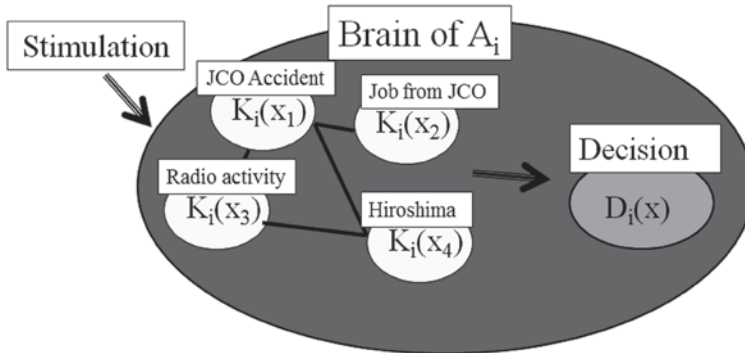 Stimulation
Brain of Aᵢ
JCO Accident
Kᵢ(x₁)
Job from JCO
Kᵢ(x₂)
Radio activity
Kᵢ(x₃)
Hiroshima
Kᵢ(x₄)
Decision
Dᵢ(x)